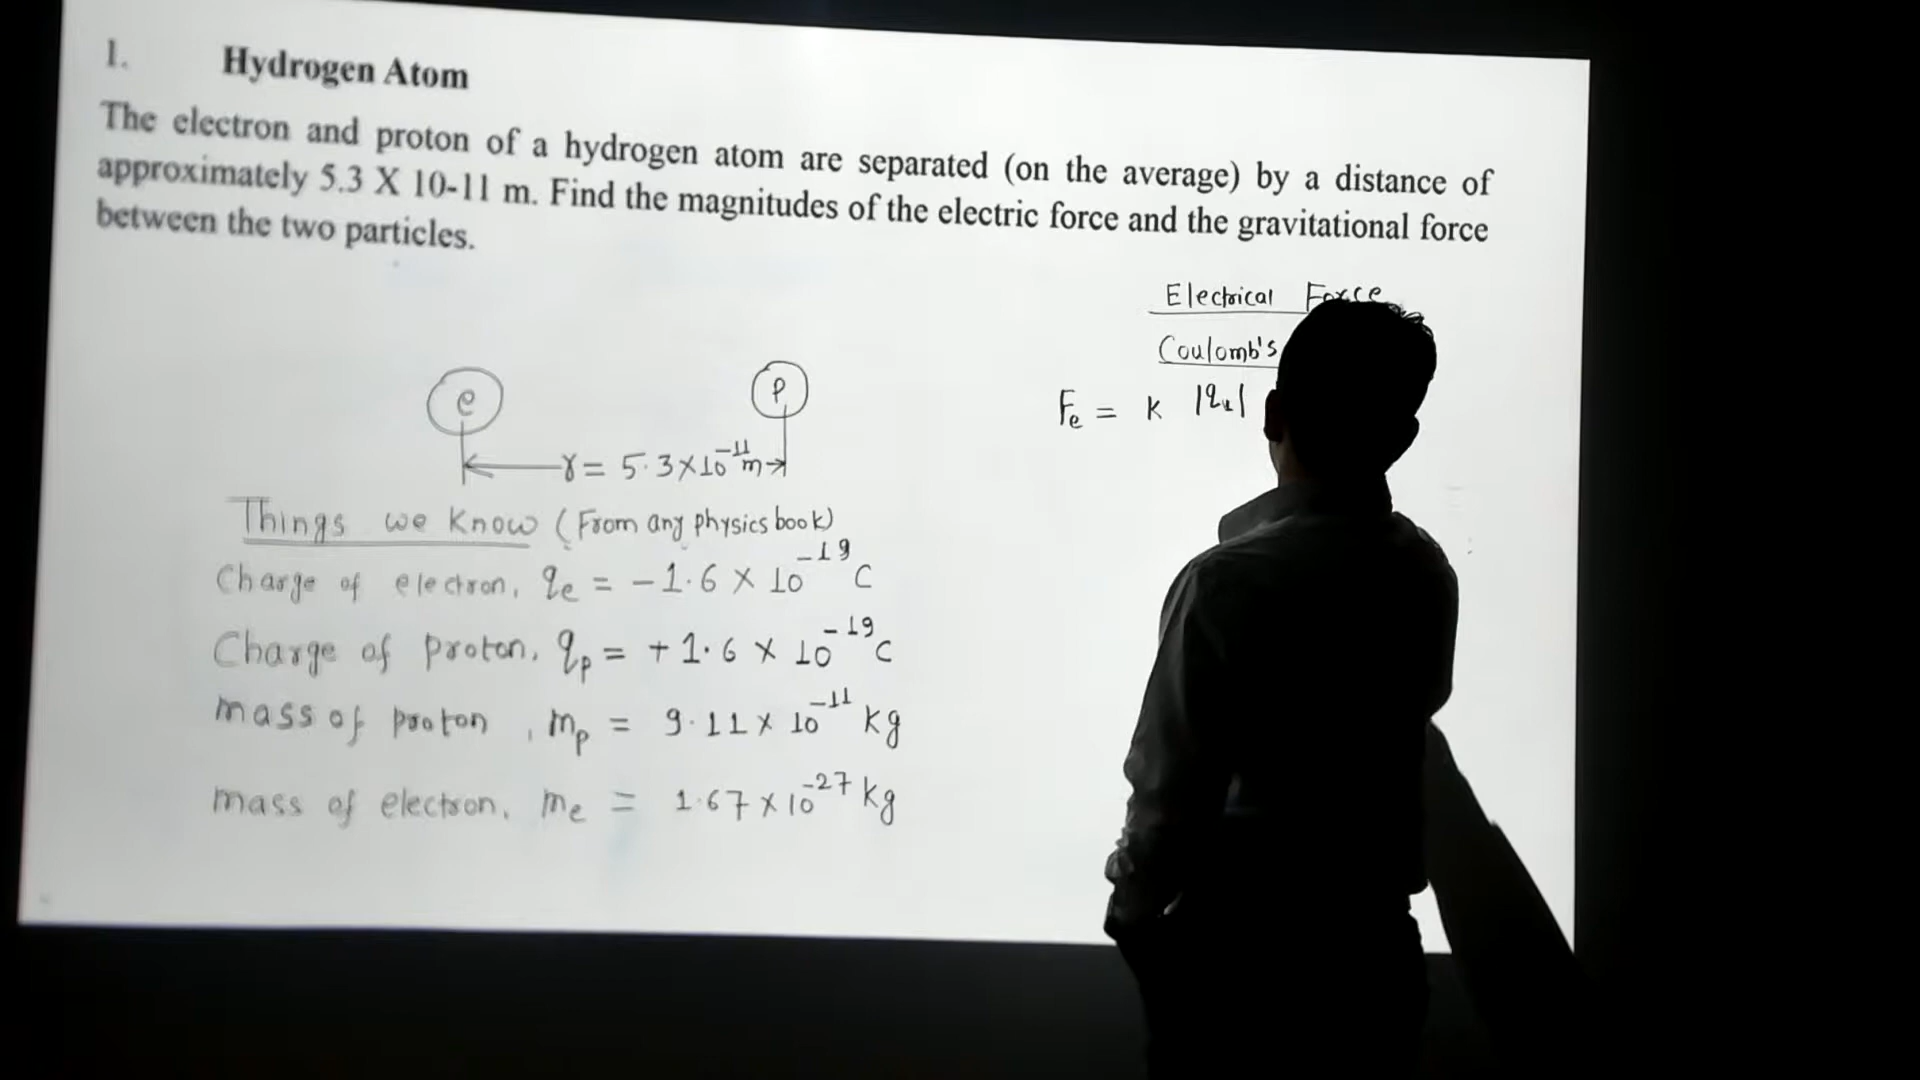 1. Hydrogen Atom
The electron and proton of a hydrogen atom are separated (on the average) by a distance of
approximately 5.3 X 10-11 m. Find the magnitudes of the electric force and the gravitational force
between the two particles.
Electrical Force
Coulomb's
e P
Fe = K |qe|
r = 5.3×10⁻¹¹m
Things we know (From any physics book)
Charge of electron, qe = -1.6 × 10⁻¹⁹ C
Charge of proton, qp = +1.6 × 10⁻¹⁹ C
mass of proton, mp = 9.11 × 10⁻¹¹ kg
mass of electron, me = 1.67 × 10⁻²⁷ kg